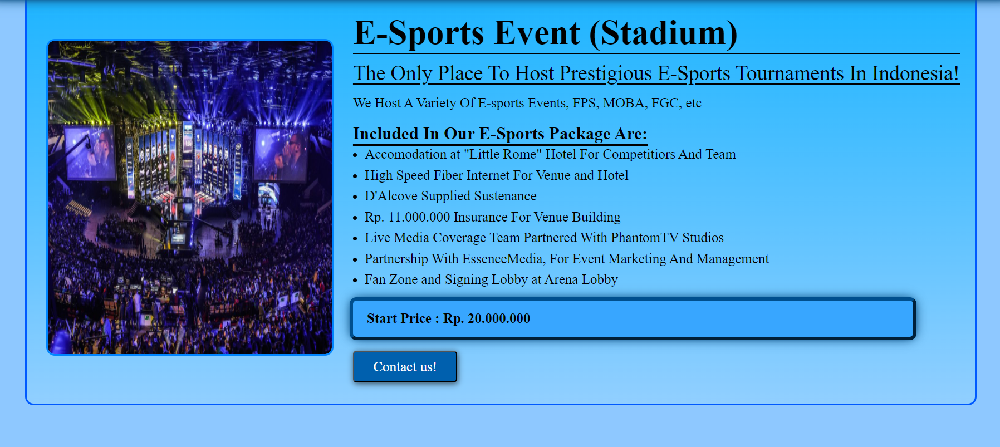 E-Sports Event (Stadium)
The Only Place To Host Prestigious E-Sports Tournaments In Indonesia!
We Host A Variety Of E-sports Events, FPS, MOBA, FGC, etc
Included In Our E-Sports Package Are:
• Accomodation at "Little Rome" Hotel For Competitiors And Team
• High Speed Fiber Internet For Venue and Hotel
• D'Alcove Supplied Sustenance
• Rp. 11.000.000 Insurance For Venue Building
• Live Media Coverage Team Partnered With PhantomTV Studios
• Partnership With EssenceMedia, For Event Marketing And Management
• Fan Zone and Signing Lobby at Arena Lobby
Start Price : Rp. 20.000.000
Contact us!